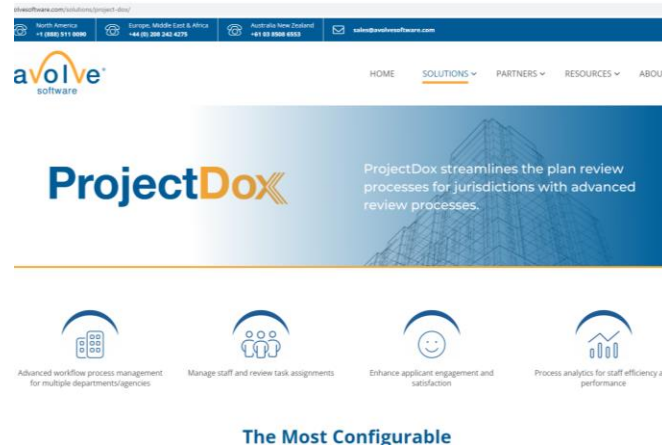 olvesoftware.com/solutions/project-dox/
North America
+1 (888) 511 0090
Europe, Middle East & Africa
+44 (0) 208 242 4275
Australia New Zealand
+61 03 9508 6553
sales@avolvesoftware.com
avolve
software
HOME SOLUTIONS PARTNERS RESOURCES ABOU
ProjectDox
ProjectDox streamlines the plan review
processes for jurisdictions with advanced
review processes.
Advanced workflow process management
for multiple departments/agencies
Manage staff and review task assignments
Enhance applicant engagement and
satisfaction
Process analytics for staff efficiency a
performance
The Most Configurable